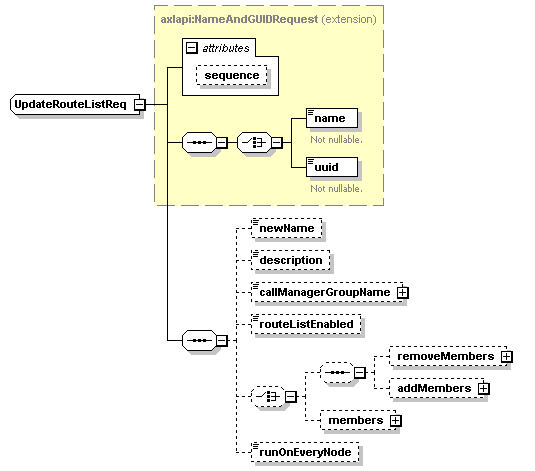 axlapi:NameAndGUIDRequest (extension)
attributes
sequence
UpdateRouteListReq
name
Not nullable.
uuid
Not nullable.
newName
description
callManagerGroupName
routeListEnabled
removeMembers
addMembers
members
runOnEveryNode